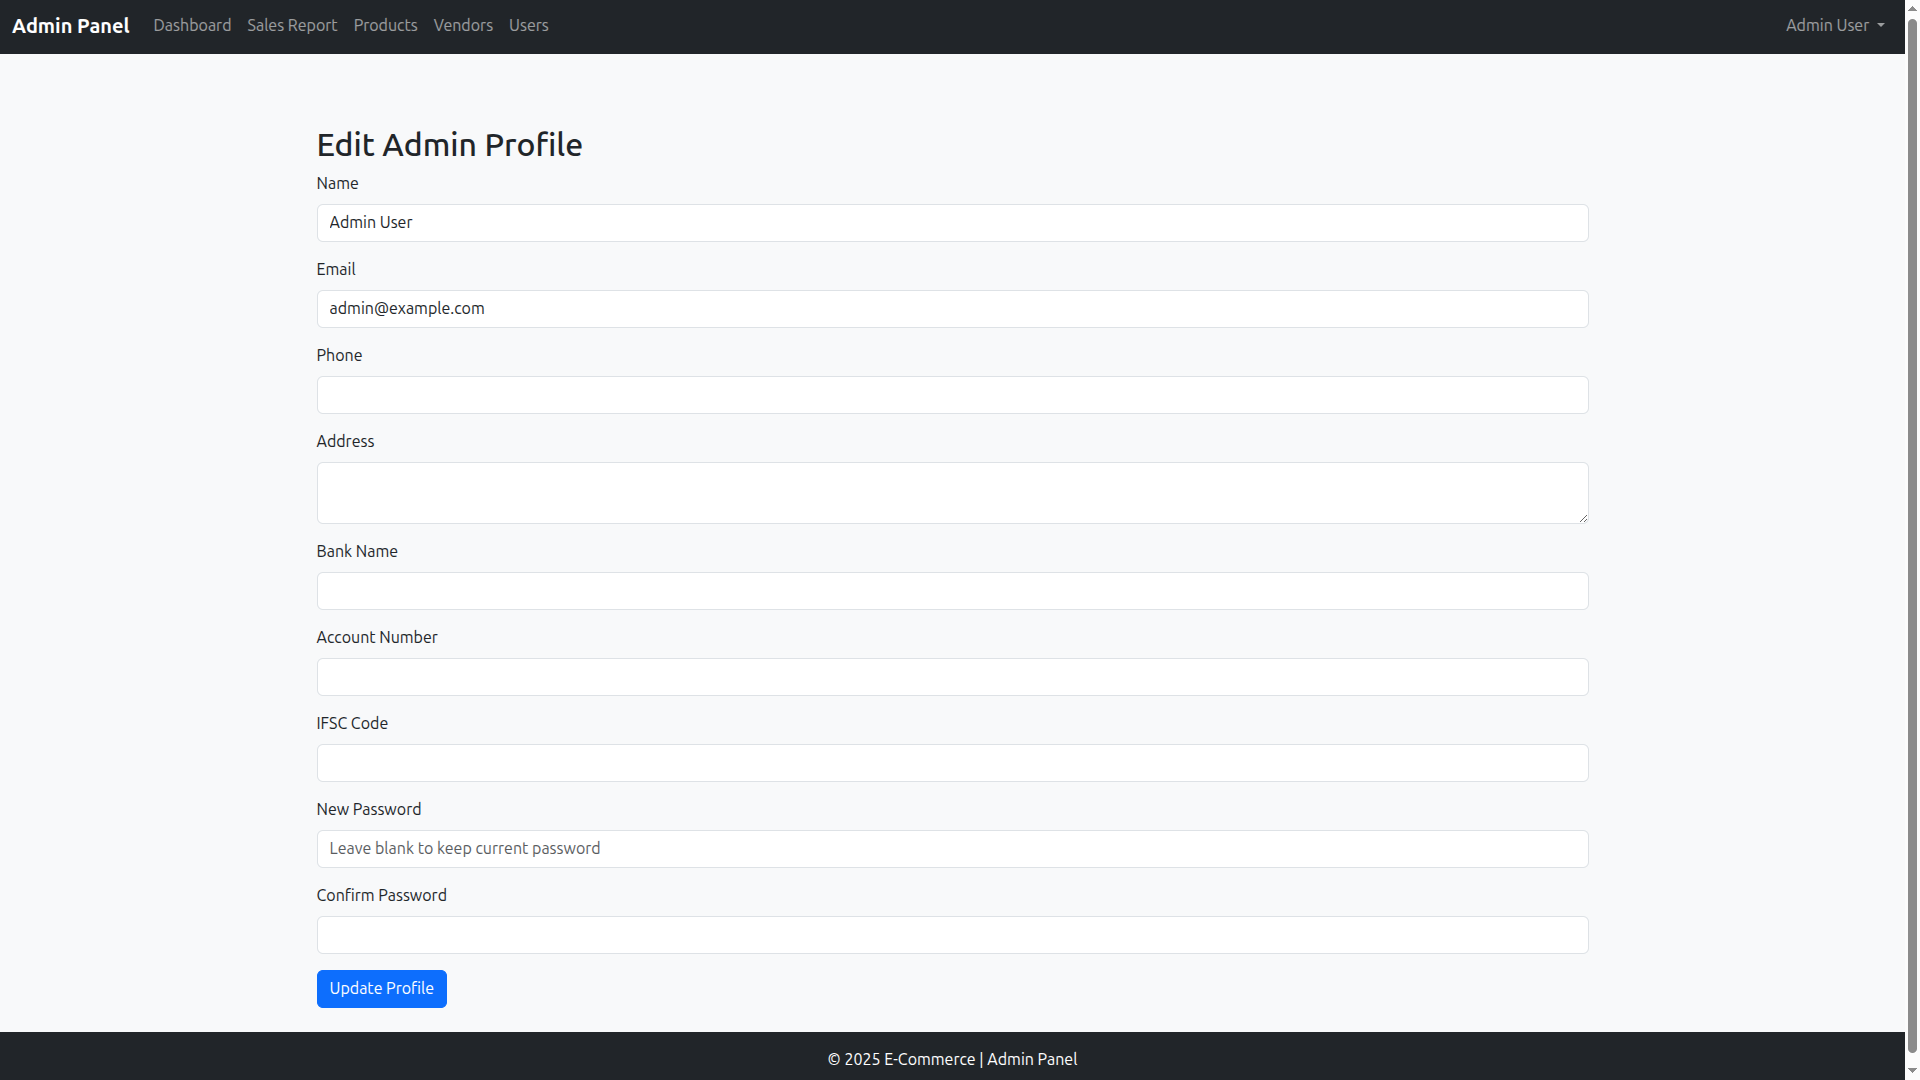 Admin Panel Dashboard Sales Report Products Vendors Users Admin User
Edit Admin Profile
Name
Admin User
Email
admin@example.com
Phone
Address
Bank Name
Account Number
IFSC Code
New Password
Leave blank to keep current password
Confirm Password
Update Profile
© 2025 E-Commerce | Admin Panel